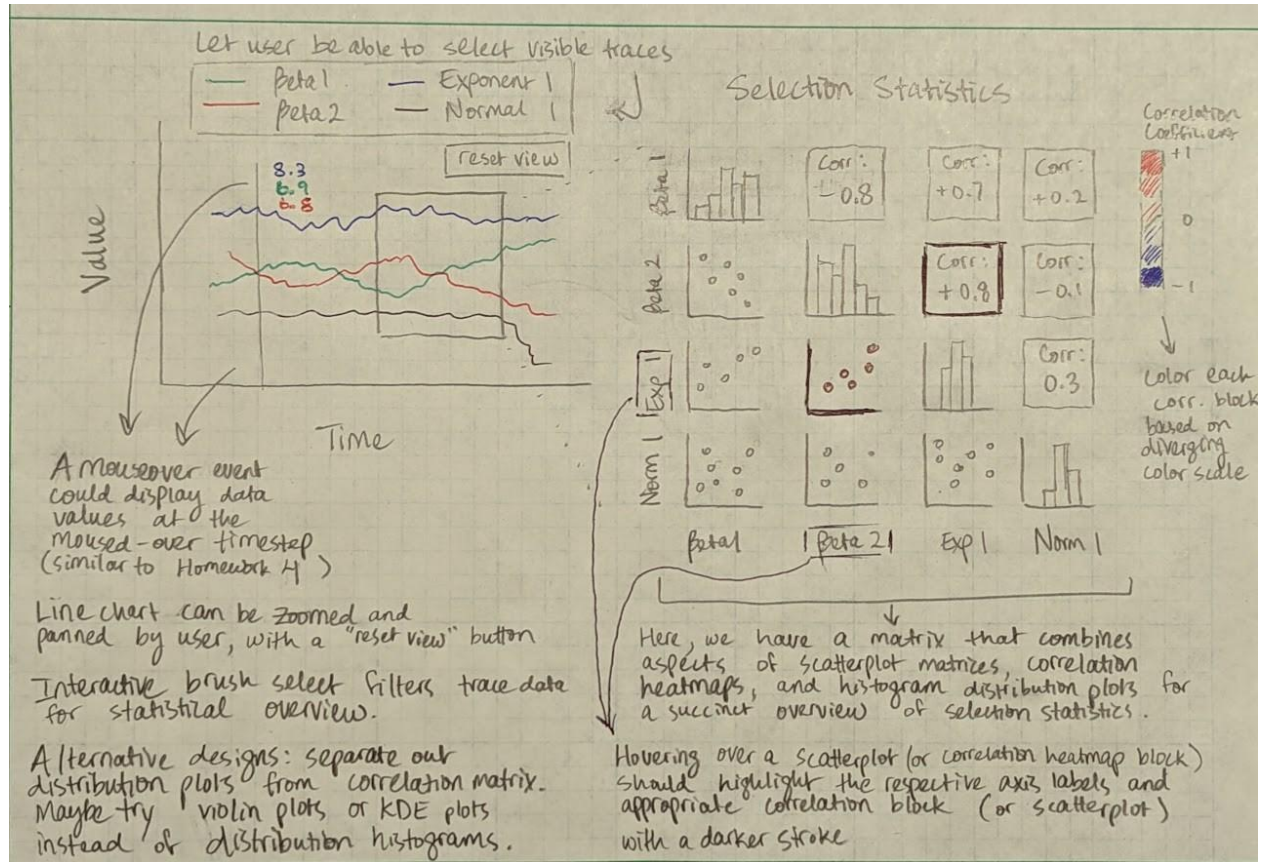 Let user be able to select visible traces
Beta 1
Exponent 1
Beta 2
Normal 1
reset view
8.3
6.9
6.8
Value
Time
A mouseover event
could display data
values at the
moused-over timestep
(similar to Homework 4)
Line chart can be zoomed and
panned by user, with a "reset view" button
Interactive brush select filters trace data
for statistical overview.
Alternative designs: separate out
distribution plots from correlation matrix.
Maybe try violin plots or KDE plots
instead of distribution histograms.
Selection Statistics
Beta 1
Corr:
-0.8
Corr:
+0.7
Corr:
+0.2
Beta 2
Corr:
+0.8
Corr:
-0.1
Exp 1
Corr:
0.3
Norm 1
Beta 1
Beta 2
Exp 1
Norm 1
Correlation
+1
0
-1
Color each
corr. block
based on
diverging
color scale
Here, we have a matrix that combines
aspects of scatterplot matrices, correlation
heatmaps, and histogram distribution plots for
a succinct overview of selection statistics.
Hovering over a scatterplot (or correlation heatmap block)
should highlight the respective axis labels and
appropriate correlation block (or scatterplot)
with a darker stroke